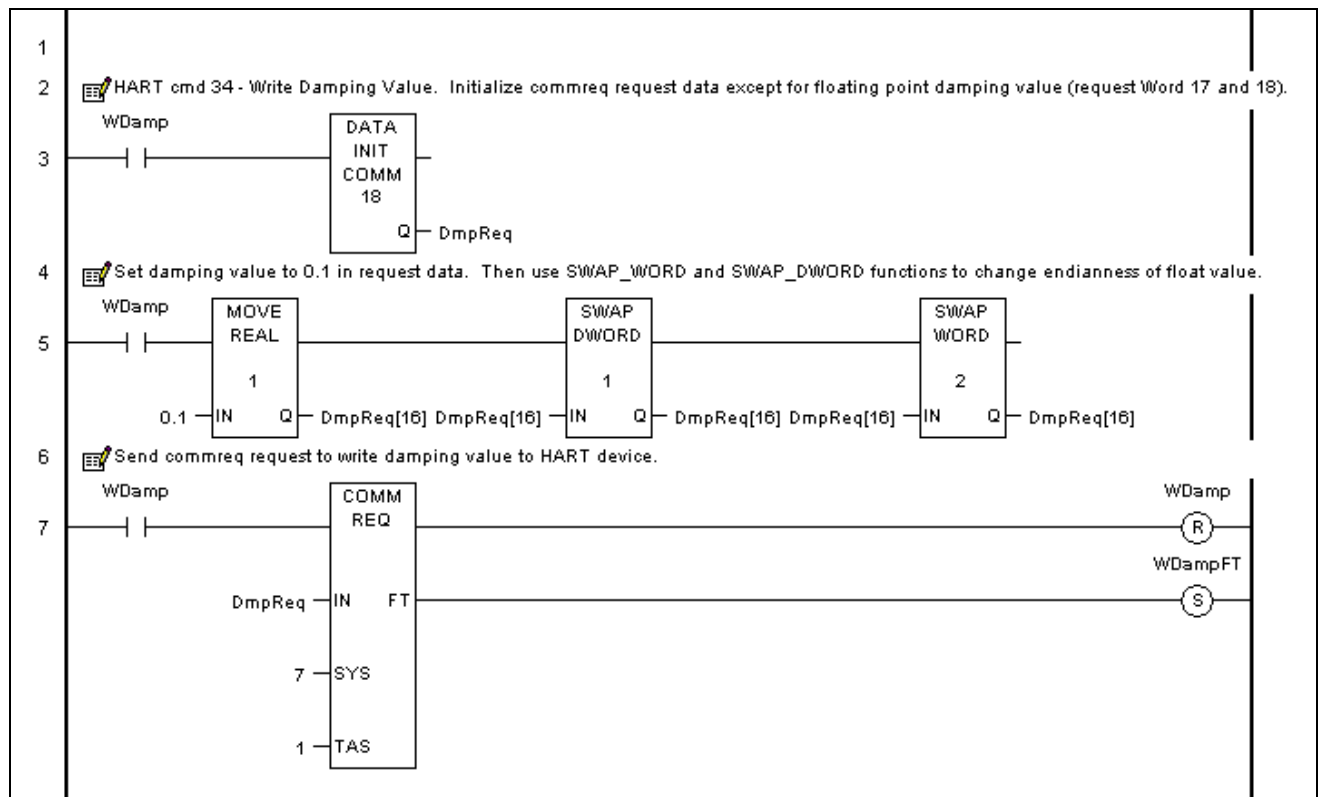 1
2 HART cmd 34 - Write Damping Value. Initialize commreq request data except for floating point damping value (request Word 17 and 18).
WDamp
DATA
3 INIT
COMM
18
Q DmpReq
4 Set damping value to 0.1 in request data. Then use SWAP_WORD and SWAP_DWORD functions to change endianness of float value.
WDamp MOVE SWAP SWAP
5 REAL DWORD WORD
1 1 2
0.1 IN Q DmpReq[16] DmpReq[16] IN Q DmpReq[16] DmpReq[16] IN Q DmpReq[16]
6 Send commreq request to write damping value to HART device.
WDamp COMM WDamp
7 REQ R
WDampFT
DmpReq IN FT S
7 SYS
1 TAS